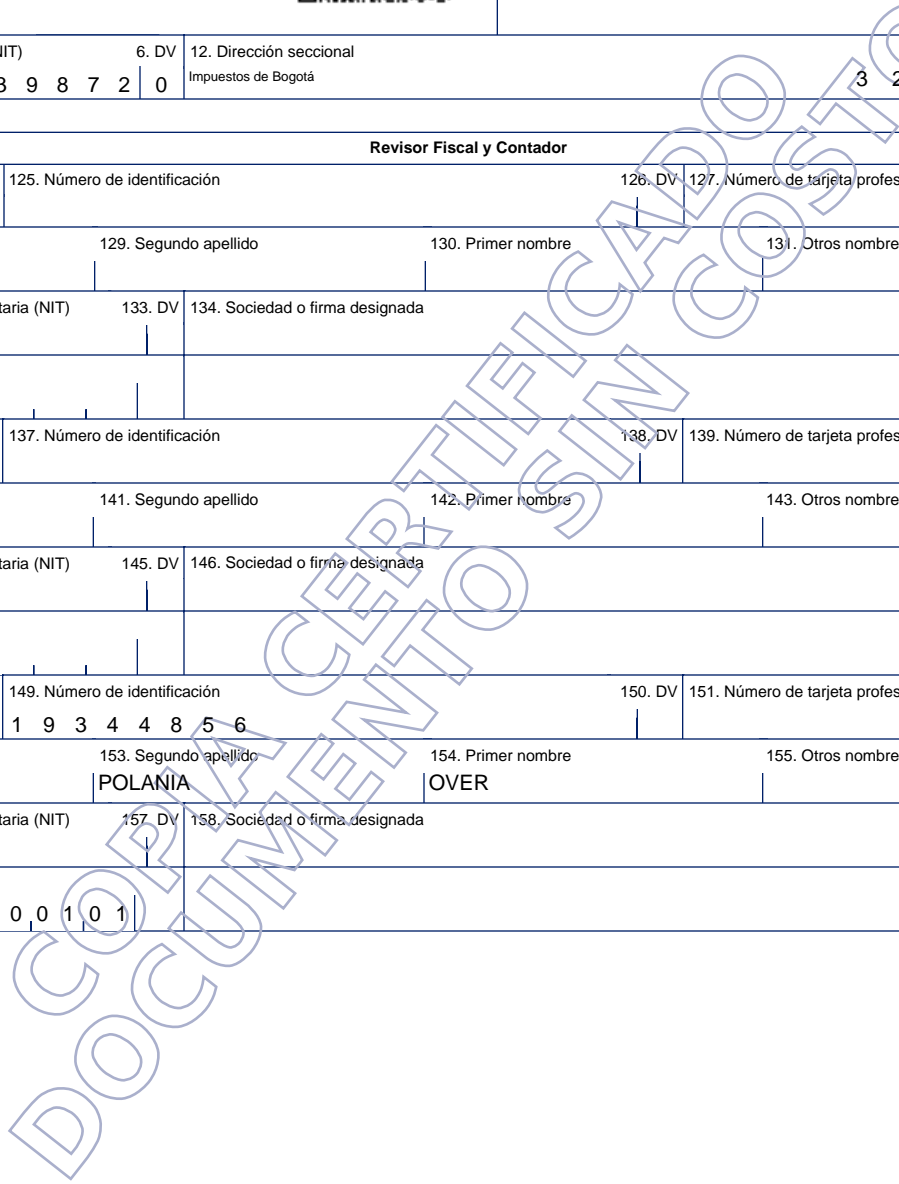 NIT) 6. DV 12. Dirección seccional
3 9 8 7 2 0 Impuestos de Bogotá 3 2
Revisor Fiscal y Contador
125. Número de identificación 126. DV 127. Número de tarjeta profes
129. Segundo apellido 130. Primer nombre 131. Otros nombre
taria (NIT) 133. DV 134. Sociedad o firma designada
137. Número de identificación 138. DV 139. Número de tarjeta profes
141. Segundo apellido 142. Primer nombre 143. Otros nombre
taria (NIT) 145. DV 146. Sociedad o firma designada
149. Número de identificación 150. DV 151. Número de tarjeta profes
1 9 3 4 4 8 5 6
153. Segundo apellido 154. Primer nombre 155. Otros nombre
POLANIA OVER
taria (NIT) 157. DV 158. Sociedad o firma designada
0 0 1 0 1
COPIA CERTIFICADO
DOCUMENTO SIN COSTO